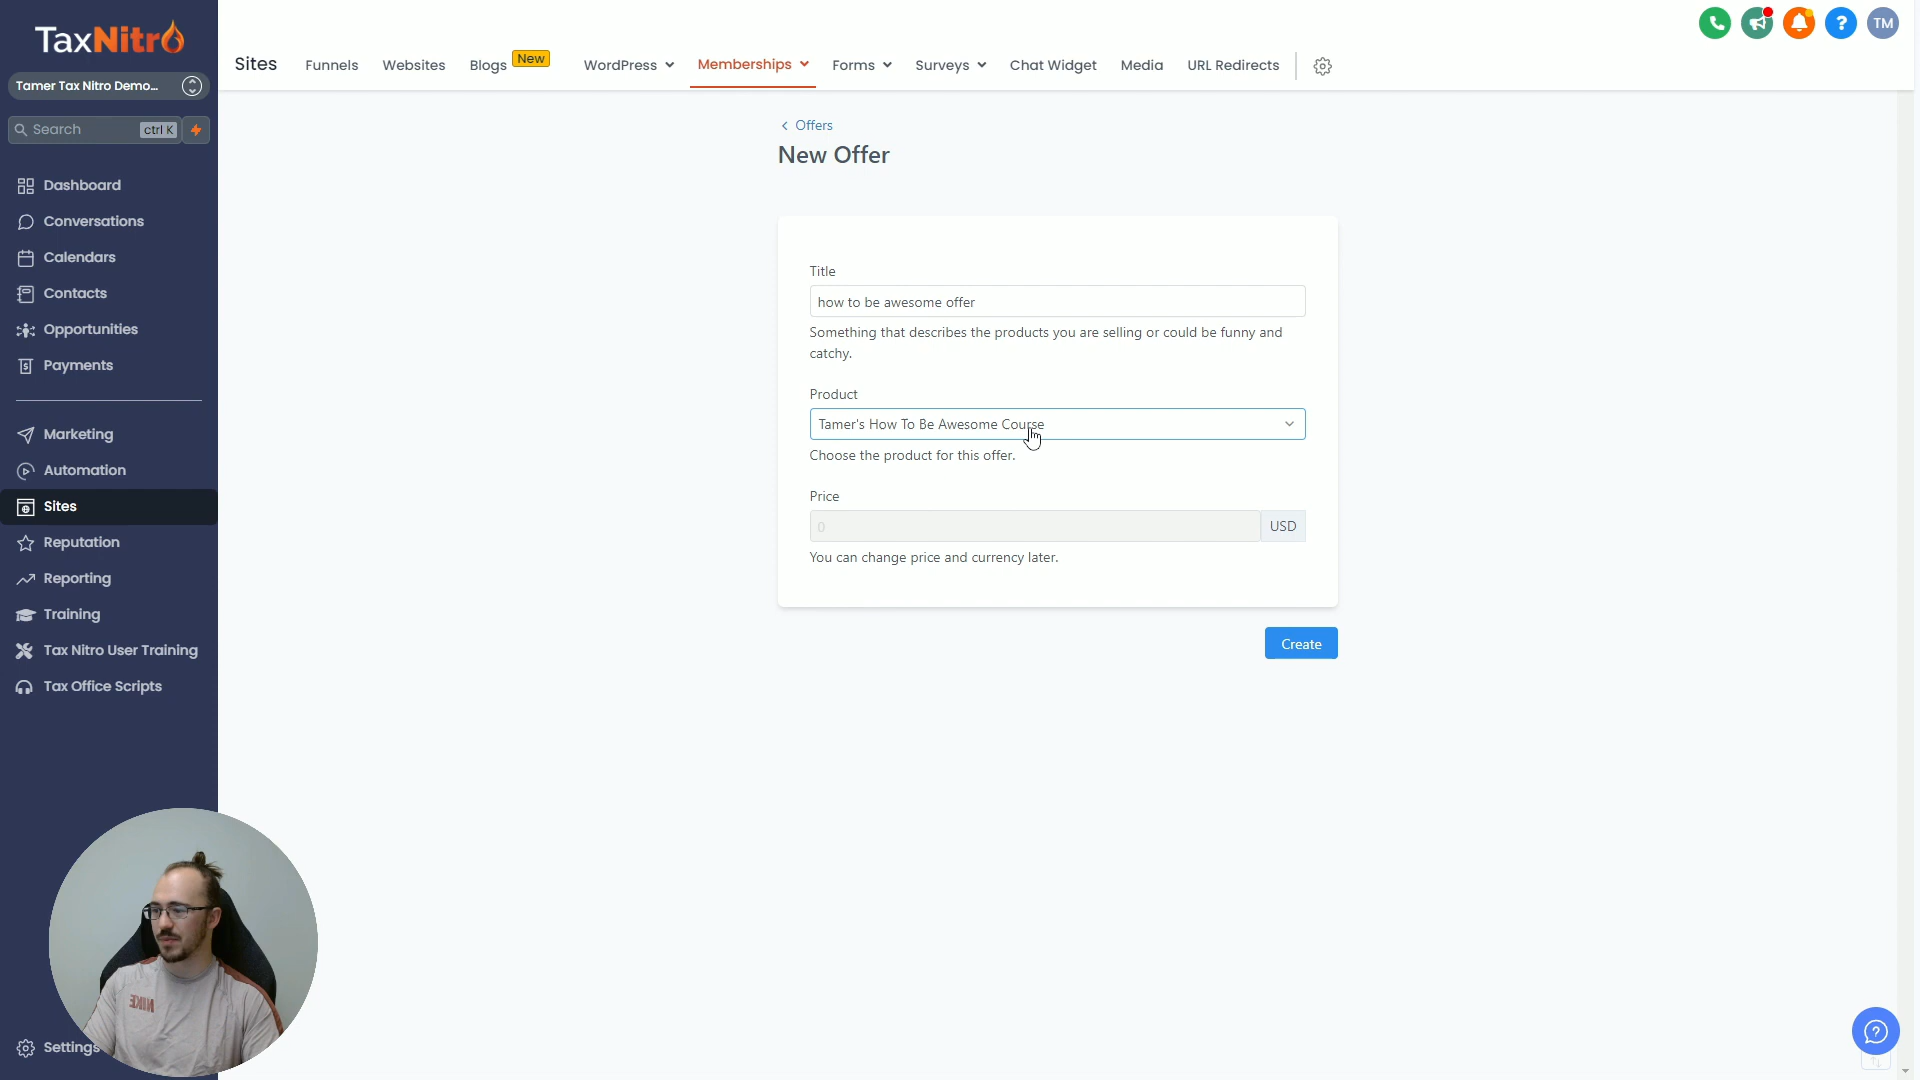 TaxNitro
Tamer Tax Nitro Demo...
Search
ctrl K
Dashboard
Conversations
Calendars
Contacts
Opportunities
Payments
Marketing
Automation
Sites
Reputation
Reporting
Training
Tax Nitro User Training
Tax Office Scripts
Settings
Sites
Funnels
Websites
Blogs
New
WordPress
Memberships
Forms
Surveys
Chat Widget
Media
URL Redirects
TM
Offers
New Offer
Title
how to be awesome offer
Something that describes the products you are selling or could be funny and
catchy.
Product
Tamer's How To Be Awesome Course
Choose the product for this offer.
Price
0
USD
You can change price and currency later.
Create